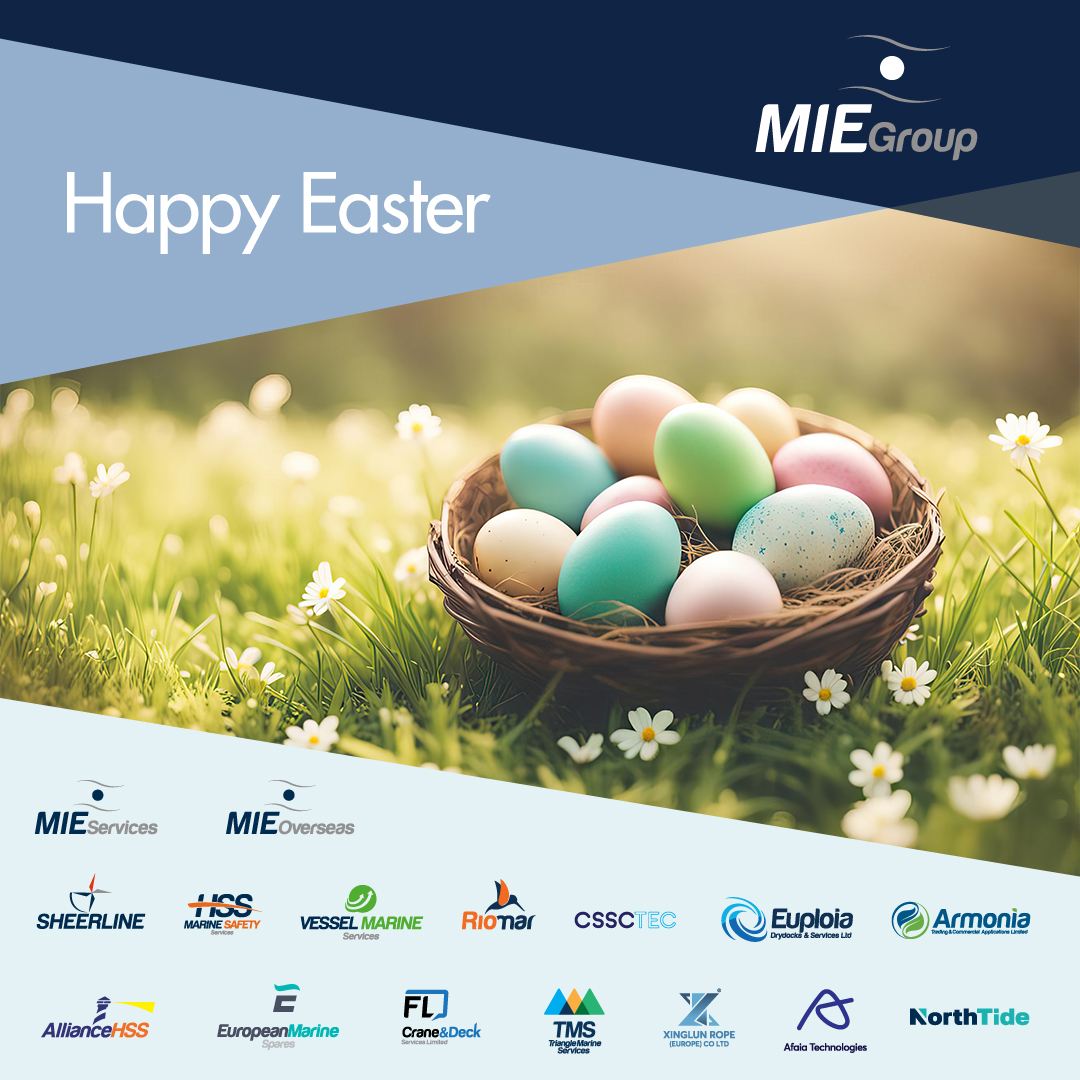 MIEGroup
Happy Easter
MIEServices
MIEOverseas
SHEERLINE
HSS
MARINE SAFETY
Services
VESSEL MARINE
Services
Riomar
CSSCTEC
Euploia
Drydocks & Services Ltd
Armonia
Trading & Commercial Applications Limited
AllianceHSS
EuropeanMarine
Spares
FL
Crane&Deck
Services Limited
TMS
Triangle Marine
Services
XINGLUN ROPE
(EUROPE) CO LTD
Afaia Technologies
NorthTide